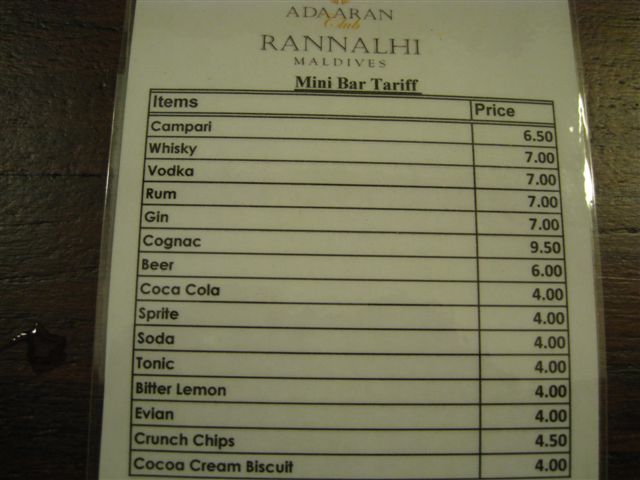 ADAARAN
Club
RANNALHI
MALDIVES
Mini Bar Tariff
Items Price
Campari 6.50
Whisky 7.00
Vodka 7.00
Rum 7.00
Gin 7.00
Cognac 9.50
Beer 6.00
Coca Cola 4.00
Sprite 4.00
Soda 4.00
Tonic 4.00
Bitter Lemon 4.00
Evian 4.00
Crunch Chips 4.50
Cocoa Cream Biscuit 4.00